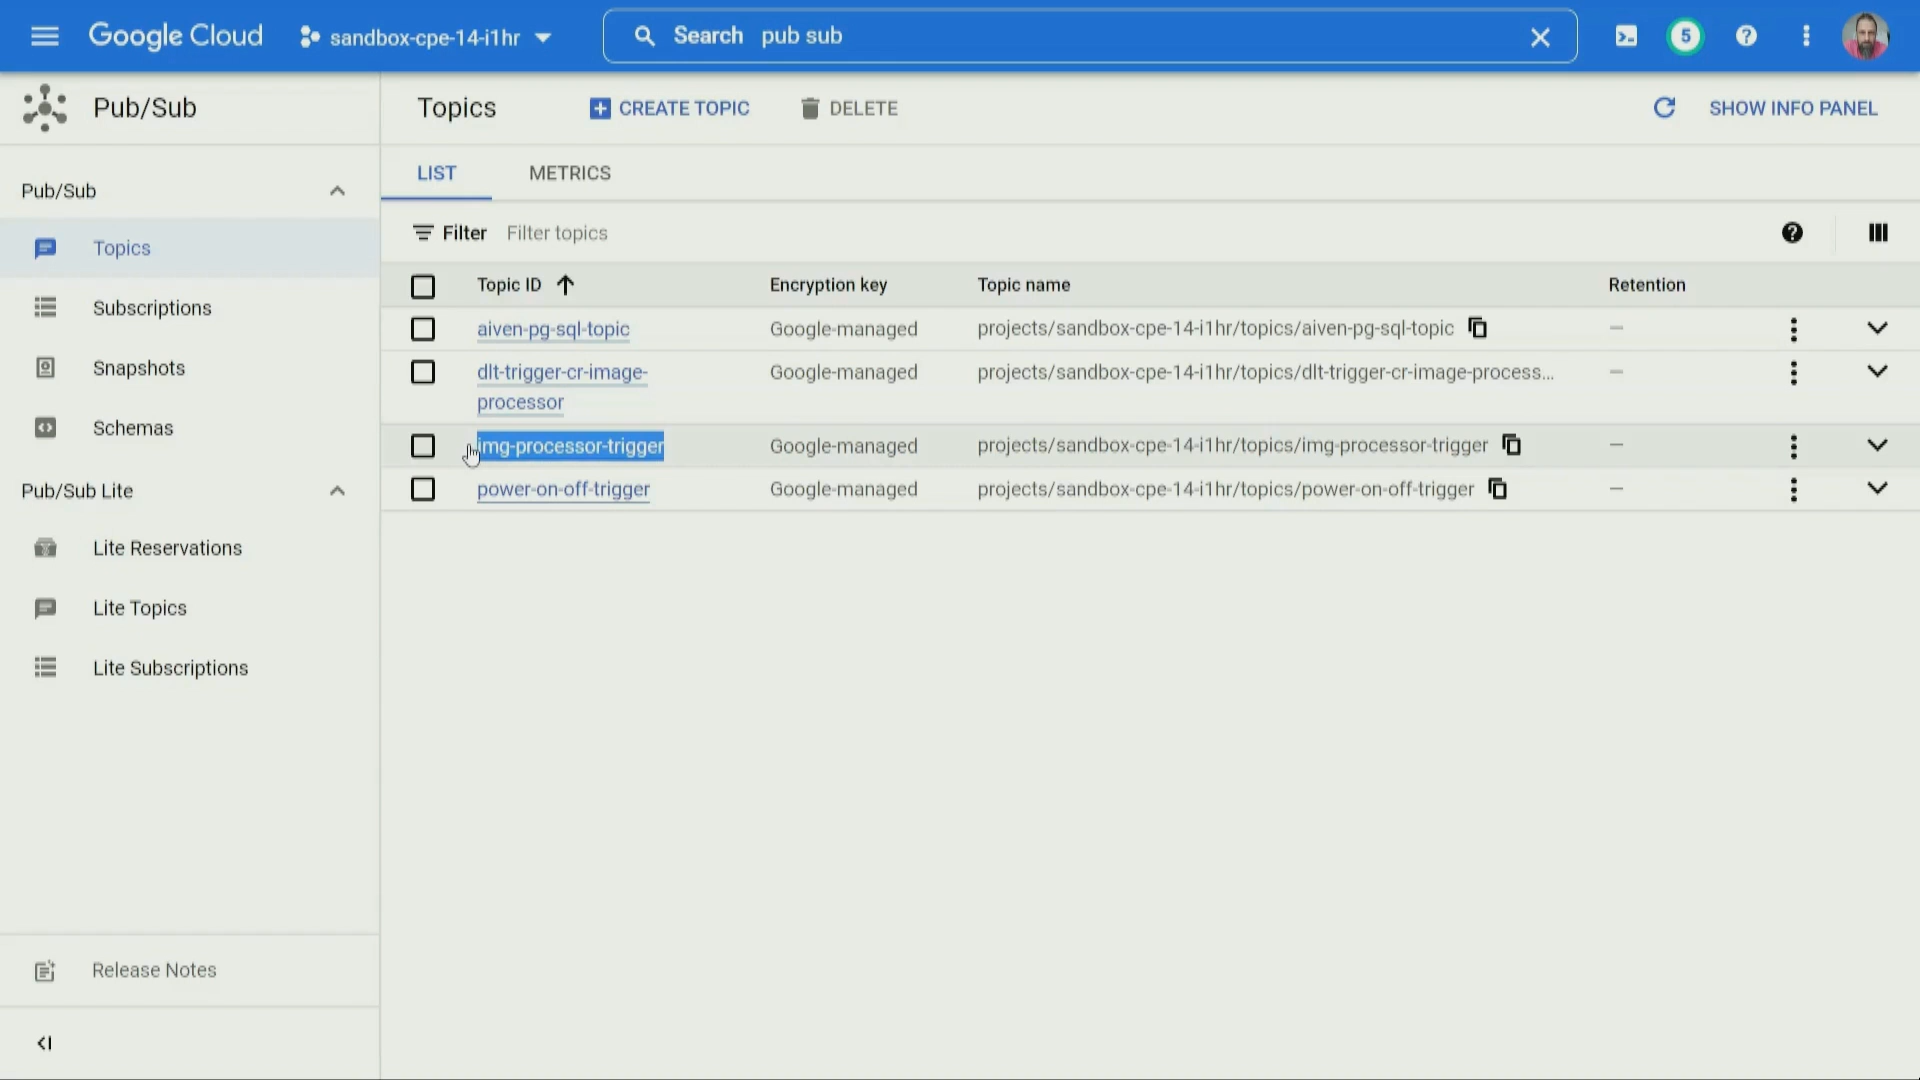 Google Cloud
sandbox-cpe-14-i1hr
Search pub sub
5
Pub/Sub
Topics
CREATE TOPIC
DELETE
SHOW INFO PANEL
Pub/Sub
Topics
Subscriptions
Snapshots
Schemas
Pub/Sub Lite
Lite Reservations
Lite Topics
Lite Subscriptions
Release Notes
LIST METRICS
Filter Filter topics
Topic ID Encryption key Topic name Retention
aiven-pg-sql-topic Google-managed projects/sandbox-cpe-14-i1hr/topics/aiven-pg-sql-topic —
dlt-trigger-cr-image- Google-managed projects/sandbox-cpe-14-i1hr/topics/dlt-trigger-cr-image-process... —
processor
img-processor-trigger Google-managed projects/sandbox-cpe-14-i1hr/topics/img-processor-trigger —
power-on-off-trigger Google-managed projects/sandbox-cpe-14-i1hr/topics/power-on-off-trigger —